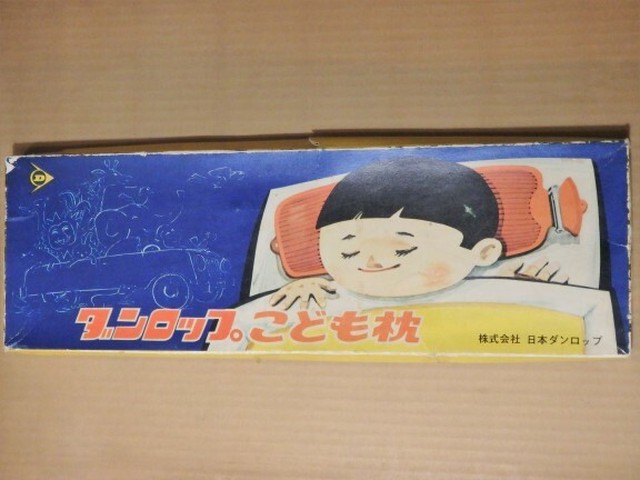 D
ダンロップ。こども枕
株式会社 日本ダンロップ